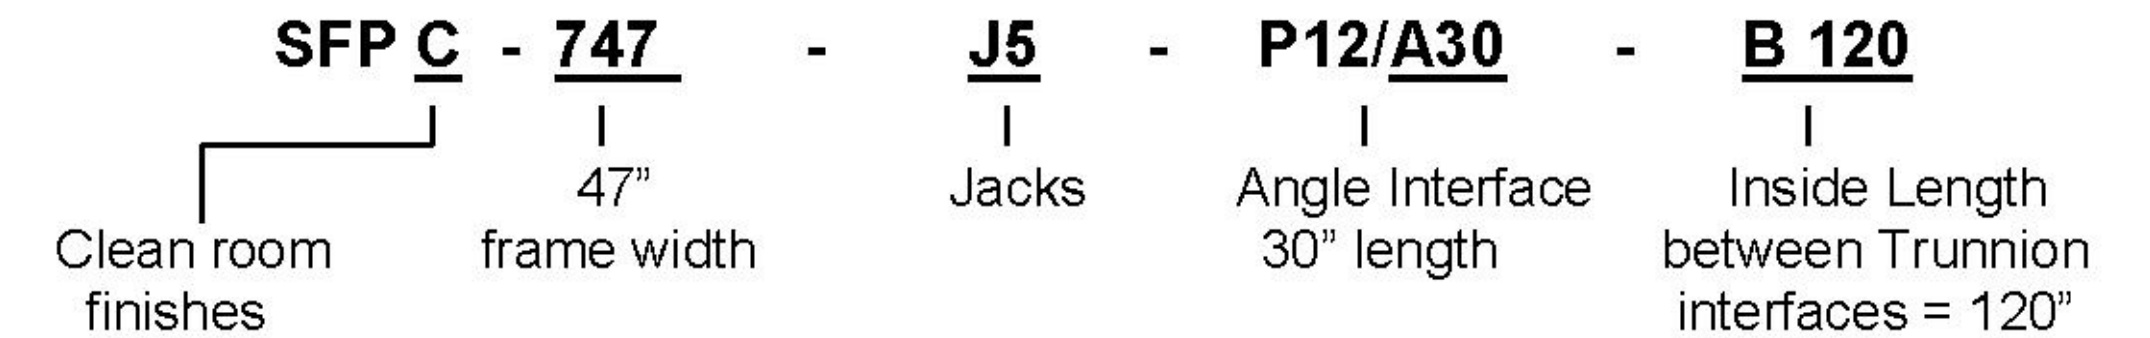 SFP C - 747 - J5 - P12/A30 - B 120
47” Jacks Angle Interface Inside Length
Clean room frame width 30” length between Trunnion
finishes interfaces = 120”